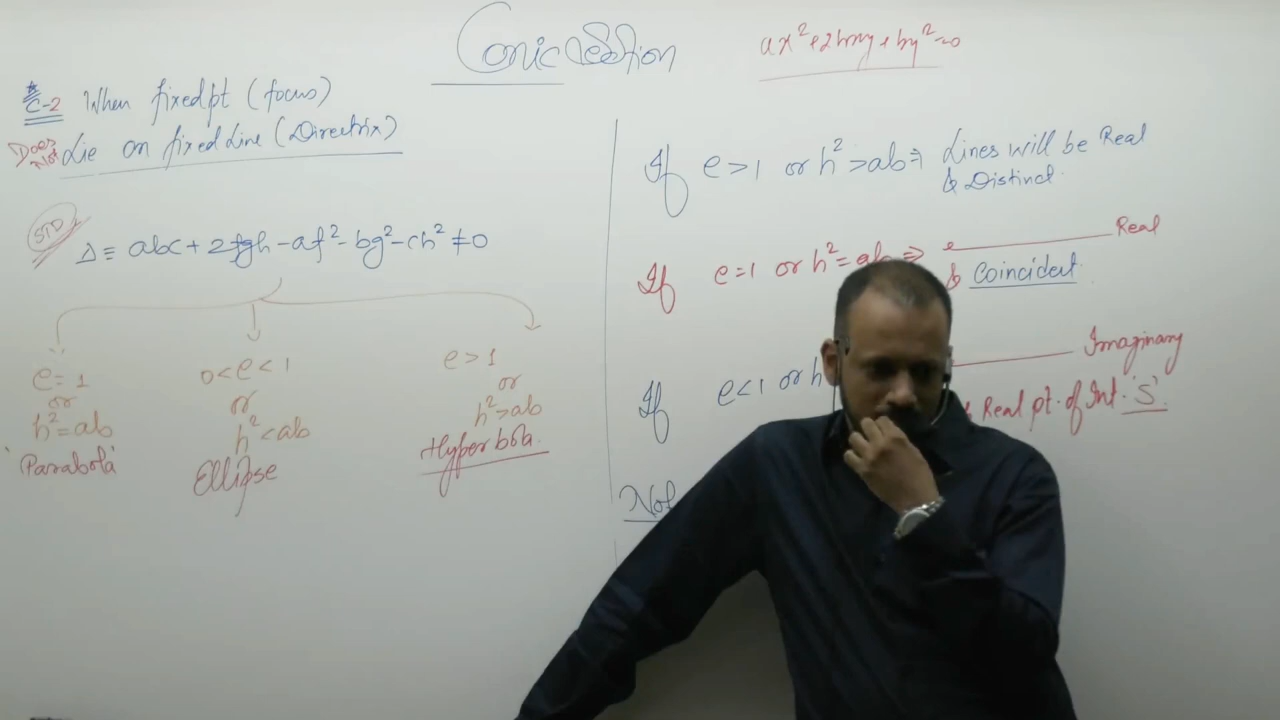 Conic Section
ax²+2hxy+by²=0
C-2 When fixed pt (focus)
Does Not Lie on fixed Line (Directrix)
STD
Δ ≡ abc + 2fgh - af² - bg² - ch² ≠ 0
e=1
or
h²=ab
'Parabola'
0<e<1
or
h²<ab
Ellipse
e>1
or
h²>ab
Hyperbola.
If e>1 or h²>ab ⇒ Lines will be Real
& Distinct.
If e=1 or h²=ab ⇒ Real
& Coincident.
If e<1 or h Imaginary
Real pt. of Int. 'S'.
Not